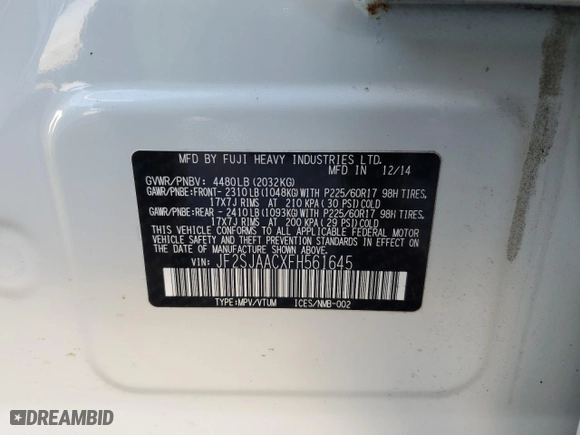 MFD BY FUJI HEAVY INDUSTRIES LTD.
MFD IN 12/14
GVWR/PNBV: 4480LB (2032KG)
GAWR/PNBE:FRONT- 2310LB(1048KG)WITH P225/60R17 98H TIRES,
17X7J RIMS AT 210 KPA (30 PSI)COLD
GAWR/PNBE:REAR - 2410LB(1093KG)WITH P225/60R17 98H TIRES,
17X7J RIMS AT 200 KPA (29 PSI)COLD
THIS VEHICLE CONFORMS TO ALL APPLICABLE FEDERAL MOTOR
VEHICLE SAFETY, BUMPER, AND THEFT PREVENTION STANDARDS
IN EFFECT ON THE DATE OF MANUFACTURE SHOWN ABOVE.
VIN: JF2SJAACXFH561645
TYPE:MPV/VTUM ICES/NMB-002
DREAMBID